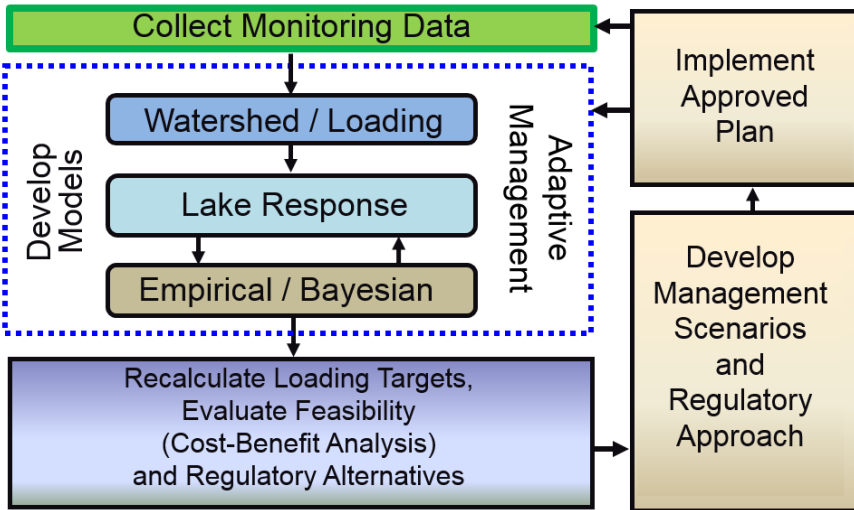 Collect Monitoring Data
Develop
Models
Watershed / Loading
Lake Response
Empirical / Bayesian
Adaptive
Management
Recalculate Loading Targets,
Evaluate Feasibility
(Cost-Benefit Analysis)
and Regulatory Alternatives
Develop
Management
Scenarios
and
Regulatory
Approach
Implement
Approved
Plan